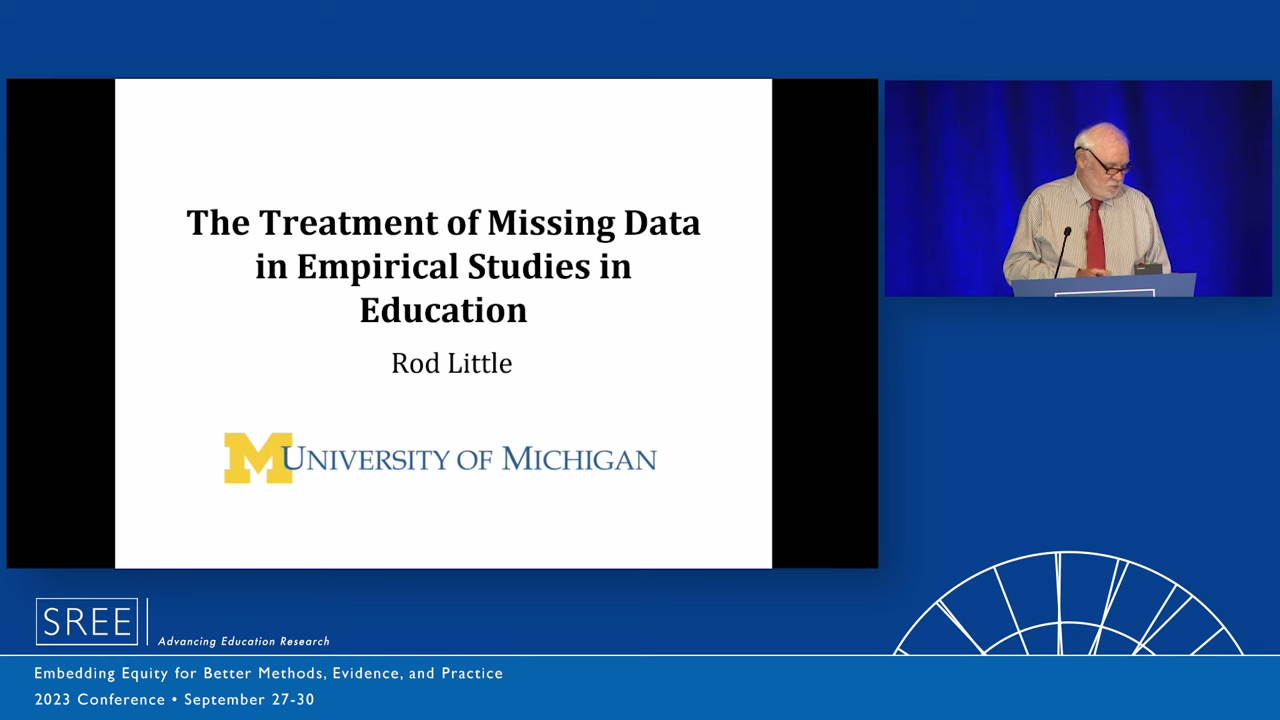 The Treatment of Missing Data
in Empirical Studies in
Education
Rod Little
M UNIVERSITY OF MICHIGAN
SREE
Advancing Education Research
Embedding Equity for Better Methods, Evidence, and Practice
2023 Conference • September 27-30